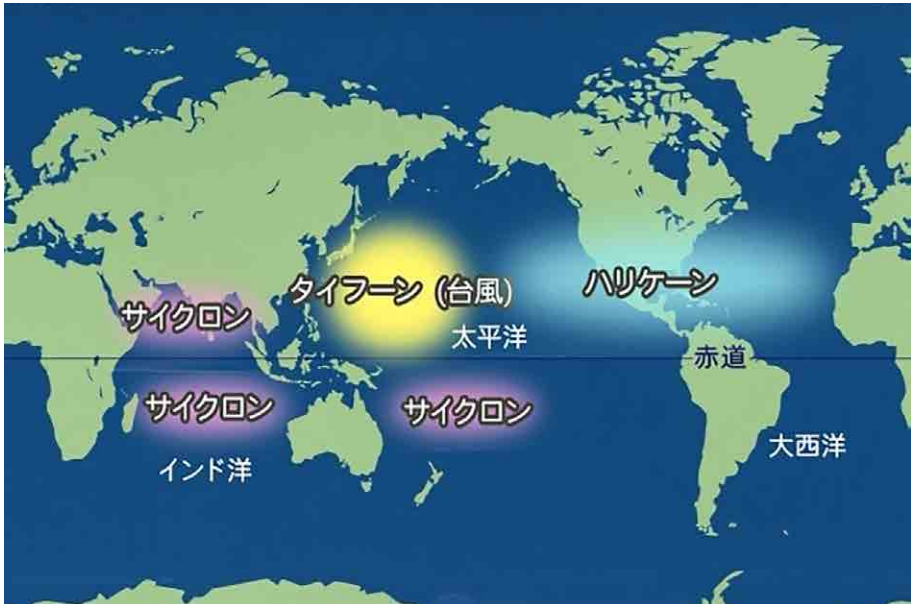 ハリケーン
タイフーン (台風)
サイクロン
太平洋
赤道
サイクロン
サイクロン
大西洋
インド洋